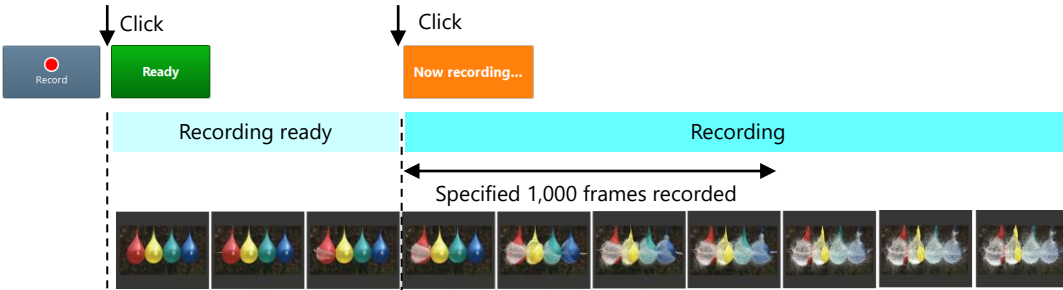 Click
Click
Record
Ready
Now recording...
Recording ready
Recording
Specified 1,000 frames recorded